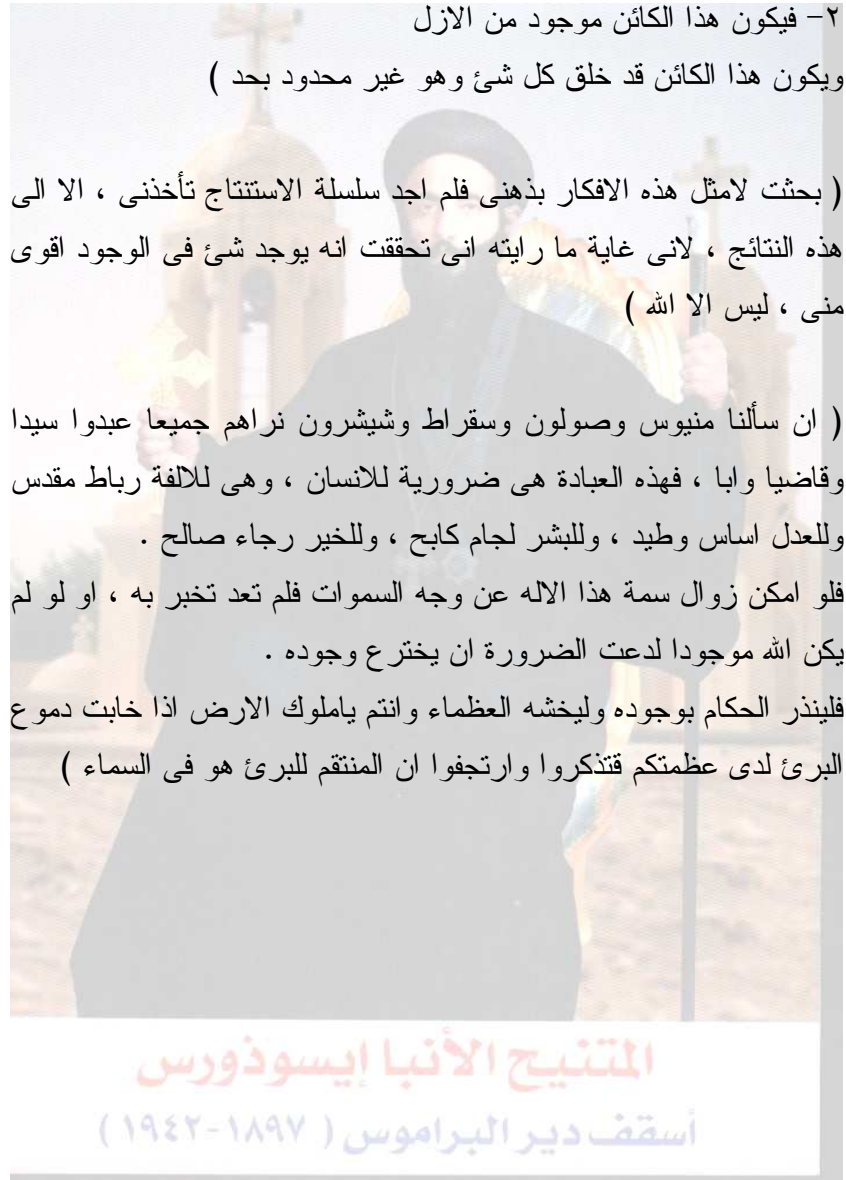 ٢- فيكون هذا الكائن موجود من الازل
ويكون هذا الكائن قد خلق كل شئ وهو غير محدود بحد )
( بحثت لامثل هذه الافكار بذهنى فلم اجد سلسلة الاستنتاج تأخذنى ، الا الى
هذه النتائج ، لانى غاية ما رايته انى تحققت انه يوجد شئ فى الوجود اقوى
منى ، ليس الا الله )
( ان سألنا منيوس وصولون وسقراط وشيشرون نراهم جميعا عبدوا سيدا
وقاضيا وابا ، فهذه العبادة هى ضرورية للانسان ، وهى للالفة رباط مقدس
وللعدل اساس وطيد ، وللبشر لجام كابح ، وللخير رجاء صالح .
فلو امكن زوال سمة هذا الاله عن وجه السموات فلم تعد تخبر به ، او لو لم
يكن الله موجودا لدعت الضرورة ان يخترع وجوده .
فلينذر الحكام بوجوده وليخشه العظماء وانتم ياملوك الارض اذا خابت دموع
البرئ لدى عظمتكم قتذكروا وارتجفوا ان المنتقم للبرئ هو فى السماء )
المتنيح الأنبا إيسوذورس
أسقف دير البراموس ( ١٨٩٧-١٩٤٢ )